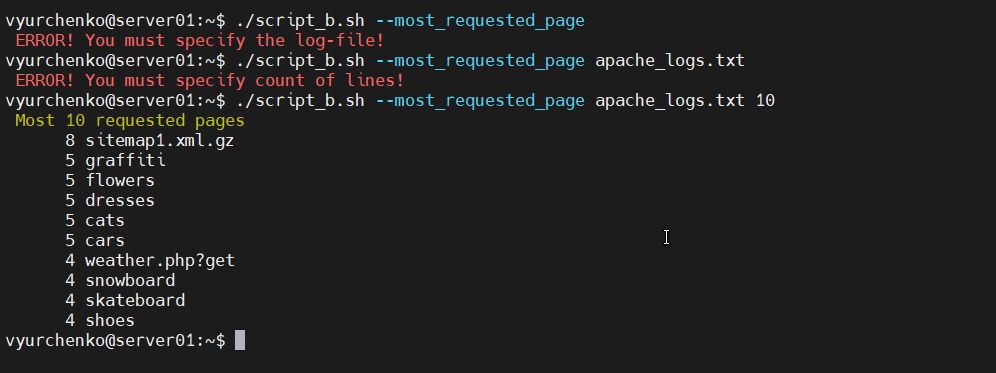 vyurchenko@server01:~$ ./script_b.sh --most_requested_page
ERROR! You must specify the log-file!
vyurchenko@server01:~$ ./script_b.sh --most_requested_page apache_logs.txt
ERROR! You must specify count of lines!
vyurchenko@server01:~$ ./script_b.sh --most_requested_page apache_logs.txt 10
Most 10 requested pages
8 sitemap1.xml.gz
5 graffiti
5 flowers
5 dresses
5 cats
5 cars
4 weather.php?get
4 snowboard
4 skateboard
4 shoes
vyurchenko@server01:~$